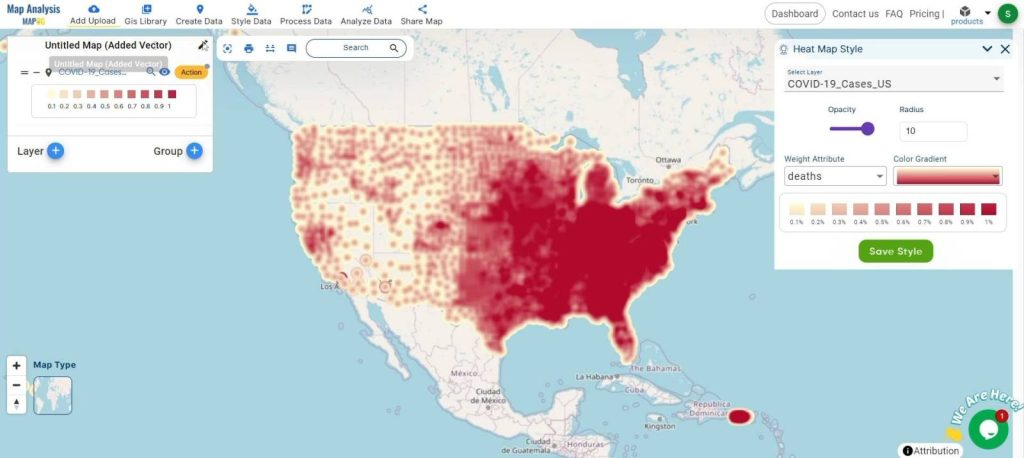 Map Analysis
MAPOG
Add Upload
Gis Library
Create Data
Style Data
Process Data
Analyze Data
Share Map
Dashboard
Contact us
FAQ
Pricing |
products
S
Untitled Map (Added Vector)
Untitled Map (Added Vector)
COVID-19_Cases...
Action
0.1 0.2 0.3 0.4 0.5 0.6 0.7 0.8 0.9 1
Layer
Group
Search
Heat Map Style
Select Layer
COVID-19_Cases_US
Opacity
Radius
10
Weight Attribute
Color Gradient
deaths
0.1% 0.2% 0.3% 0.4% 0.5% 0.6% 0.7% 0.8% 0.9% 1%
Save Style
Ottawa
Toronto
York
Los A
México
Ciudad
de México
La Habana
The Bahamas
Cuba
Kingston
República
Dominicana
Ciudad
de Guatemala
Honduras
Map Type
We Are Here!
1
Attribution